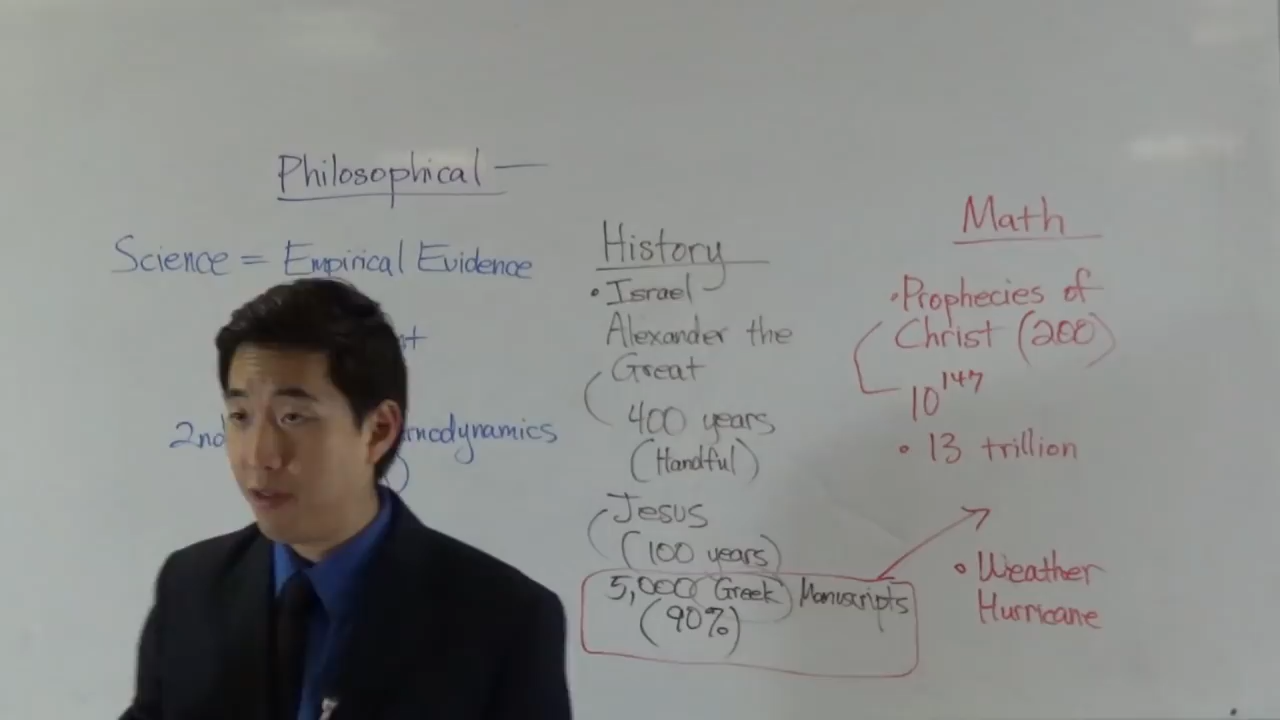 Philosophical —
Science = Empirical Evidence
2nd
History
• Israel
Alexander the
Great
400 years
(Handful)
Jesus
(100 years)
5,000 Greek) Manuscripts
(90%)
Math
• Prophecies of
Christ (200)
10^147
• 13 trillion
• Weather
Hurricane